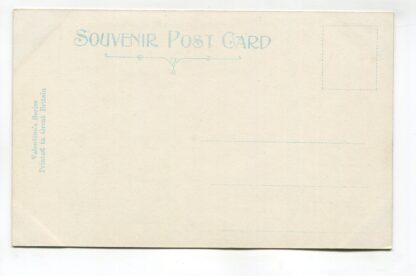 SOUVENIR POST CARD
Valentine's Series
Printed in Great Britain